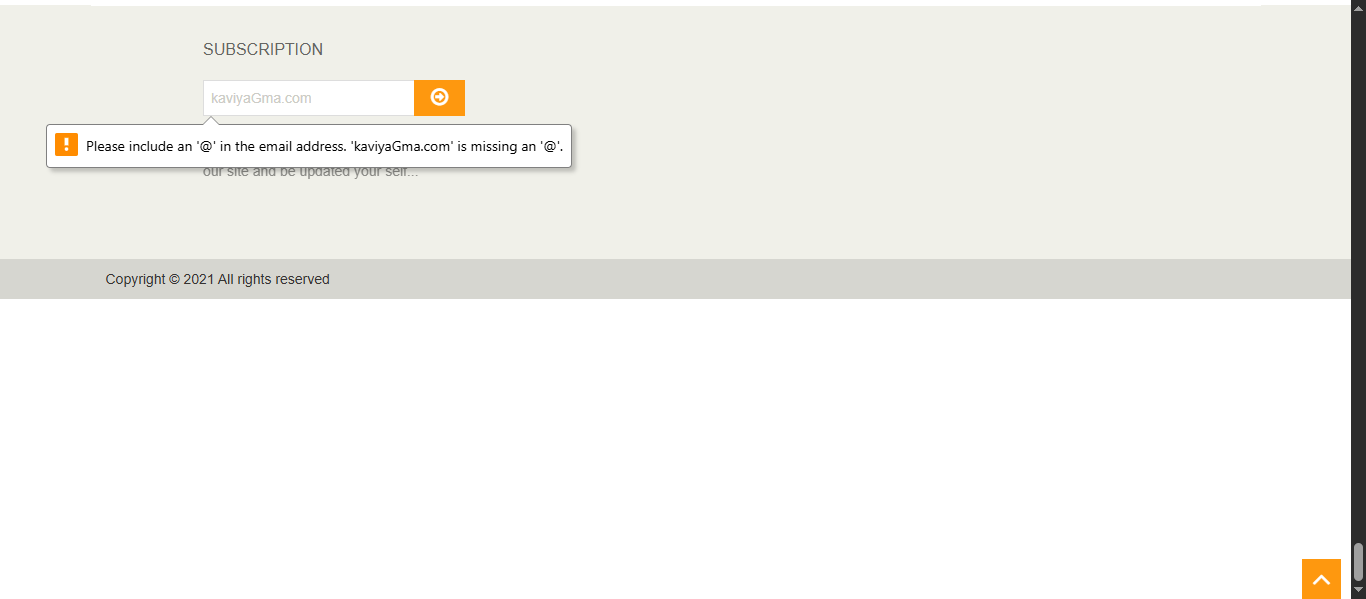 SUBSCRIPTION
kaviyaGma.com
Please include an '@' in the email address. 'kaviyaGma.com' is missing an '@'.
our site and be updated your self...
Copyright © 2021 All rights reserved